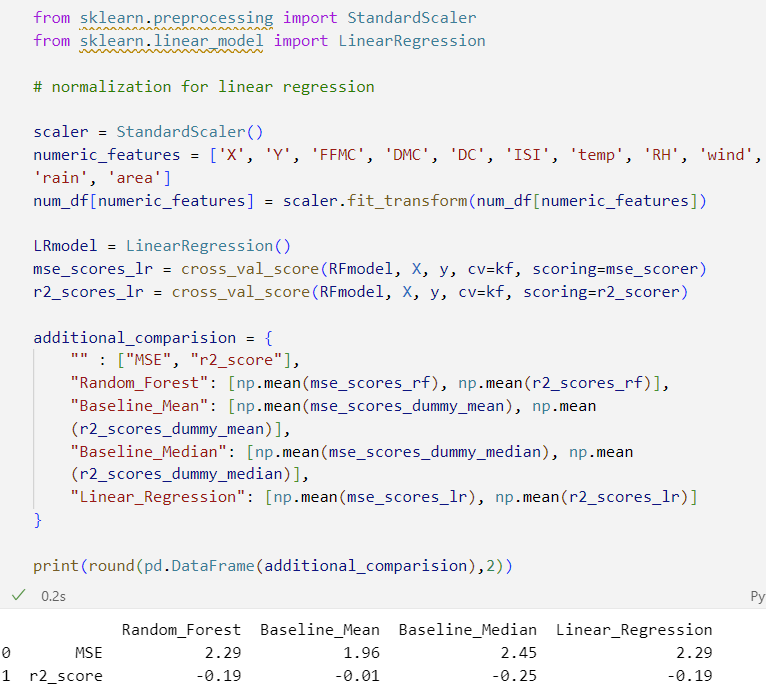 from sklearn.preprocessing import StandardScaler
from sklearn.linear_model import LinearRegression
# normalization for linear regression
scaler = StandardScaler()
numeric_features = ['X', 'Y', 'FFMC', 'DMC', 'DC', 'ISI', 'temp', 'RH', 'wind',
'rain', 'area']
num_df[numeric_features] = scaler.fit_transform(num_df[numeric_features])
LRmodel = LinearRegression()
mse_scores_lr = cross_val_score(RFmodel, X, y, cv=kf, scoring=mse_scorer)
r2_scores_lr = cross_val_score(RFmodel, X, y, cv=kf, scoring=r2_scorer)
additional_comparision = {
"" : ["MSE", "r2_score"],
"Random_Forest": [np.mean(mse_scores_rf), np.mean(r2_scores_rf)],
"Baseline_Mean": [np.mean(mse_scores_dummy_mean), np.mean
(r2_scores_dummy_mean)],
"Baseline_Median": [np.mean(mse_scores_dummy_median), np.mean
(r2_scores_dummy_median)],
"Linear_Regression": [np.mean(mse_scores_lr), np.mean(r2_scores_lr)]
}
print(round(pd.DataFrame(additional_comparision),2))
0.2s Py
Random_Forest Baseline_Mean Baseline_Median Linear_Regression
0 MSE 2.29 1.96 2.45 2.29
1 r2_score -0.19 -0.01 -0.25 -0.19